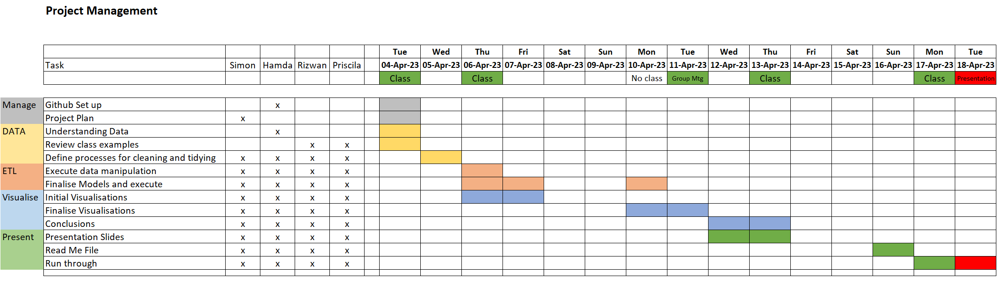 Project Management
Tue Wed Thu Fri Sat Sun Mon Tue Wed Thu Fri Sat Sun Mon Tue
Task Simon Hamda Rizwan Priscila 04-Apr-23 05-Apr-23 06-Apr-23 07-Apr-23 08-Apr-23 09-Apr-23 10-Apr-23 11-Apr-23 12-Apr-23 13-Apr-23 14-Apr-23 15-Apr-23 16-Apr-23 17-Apr-23 18-Apr-23
Class Class No class Group Mtg Class Class Presentation
Manage Github Set up x
Project Plan x
DATA Understanding Data x
Review class examples x x
Define processes for cleaning and tidying x x x x
ETL Execute data manipulation x x x x
Finalise Models and execute x x x x
Visualise Initial Visualisations x x x x
Finalise Visualisations x x x x
Conclusions x x x x
Present Presentation Slides x x x x
Read Me File x x x x
Run through x x x x